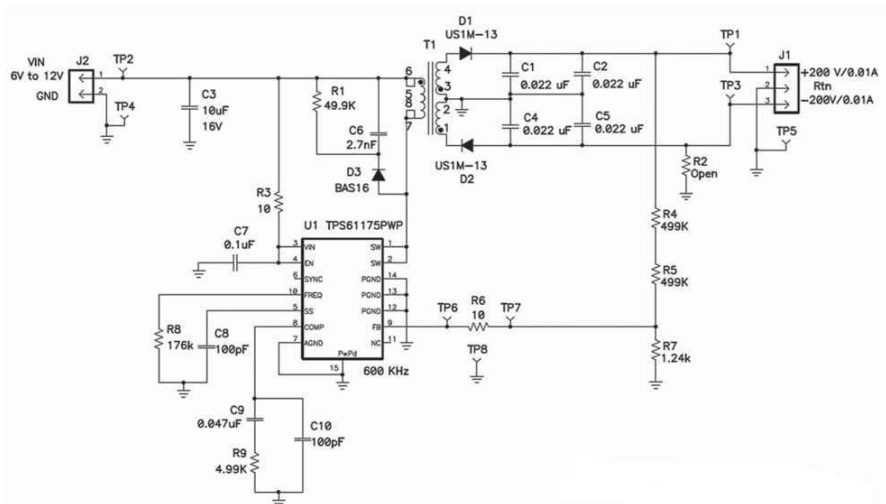 VIN
6V to 12V
GND
J2
1
2
TP2
TP4
C3
10uF
16V
R1
49.9K
C6
2.7nF
D3
BAS16
R3
10
T1
6
5
8
7
4
3
2
1
D1
US1M-13
US1M-13
D2
C1
0.022 uF
C2
0.022 uF
C4
0.022 uF
C5
0.022 uF
TP1
TP3
J1
1
2
3
+200 V/0.01A
Rtn
-200V/0.01A
TP5
R2
Open
R4
499K
R5
499K
R7
1.24k
C7
0.1uF
U1 TPS61175PWP
3 VIN
4 EN
6 SYNC
10 FREQ
5 SS
8 COMP
7 AGND
SW 1
SW 2
PGND 14
PGND 13
PGND 12
FB 9
NC 11
PwPd
15
600 KHz
TP6
R6
10
TP7
TP8
R8
176k
C8
100pF
C9
0.047uF
R9
4.99K
C10
100pF